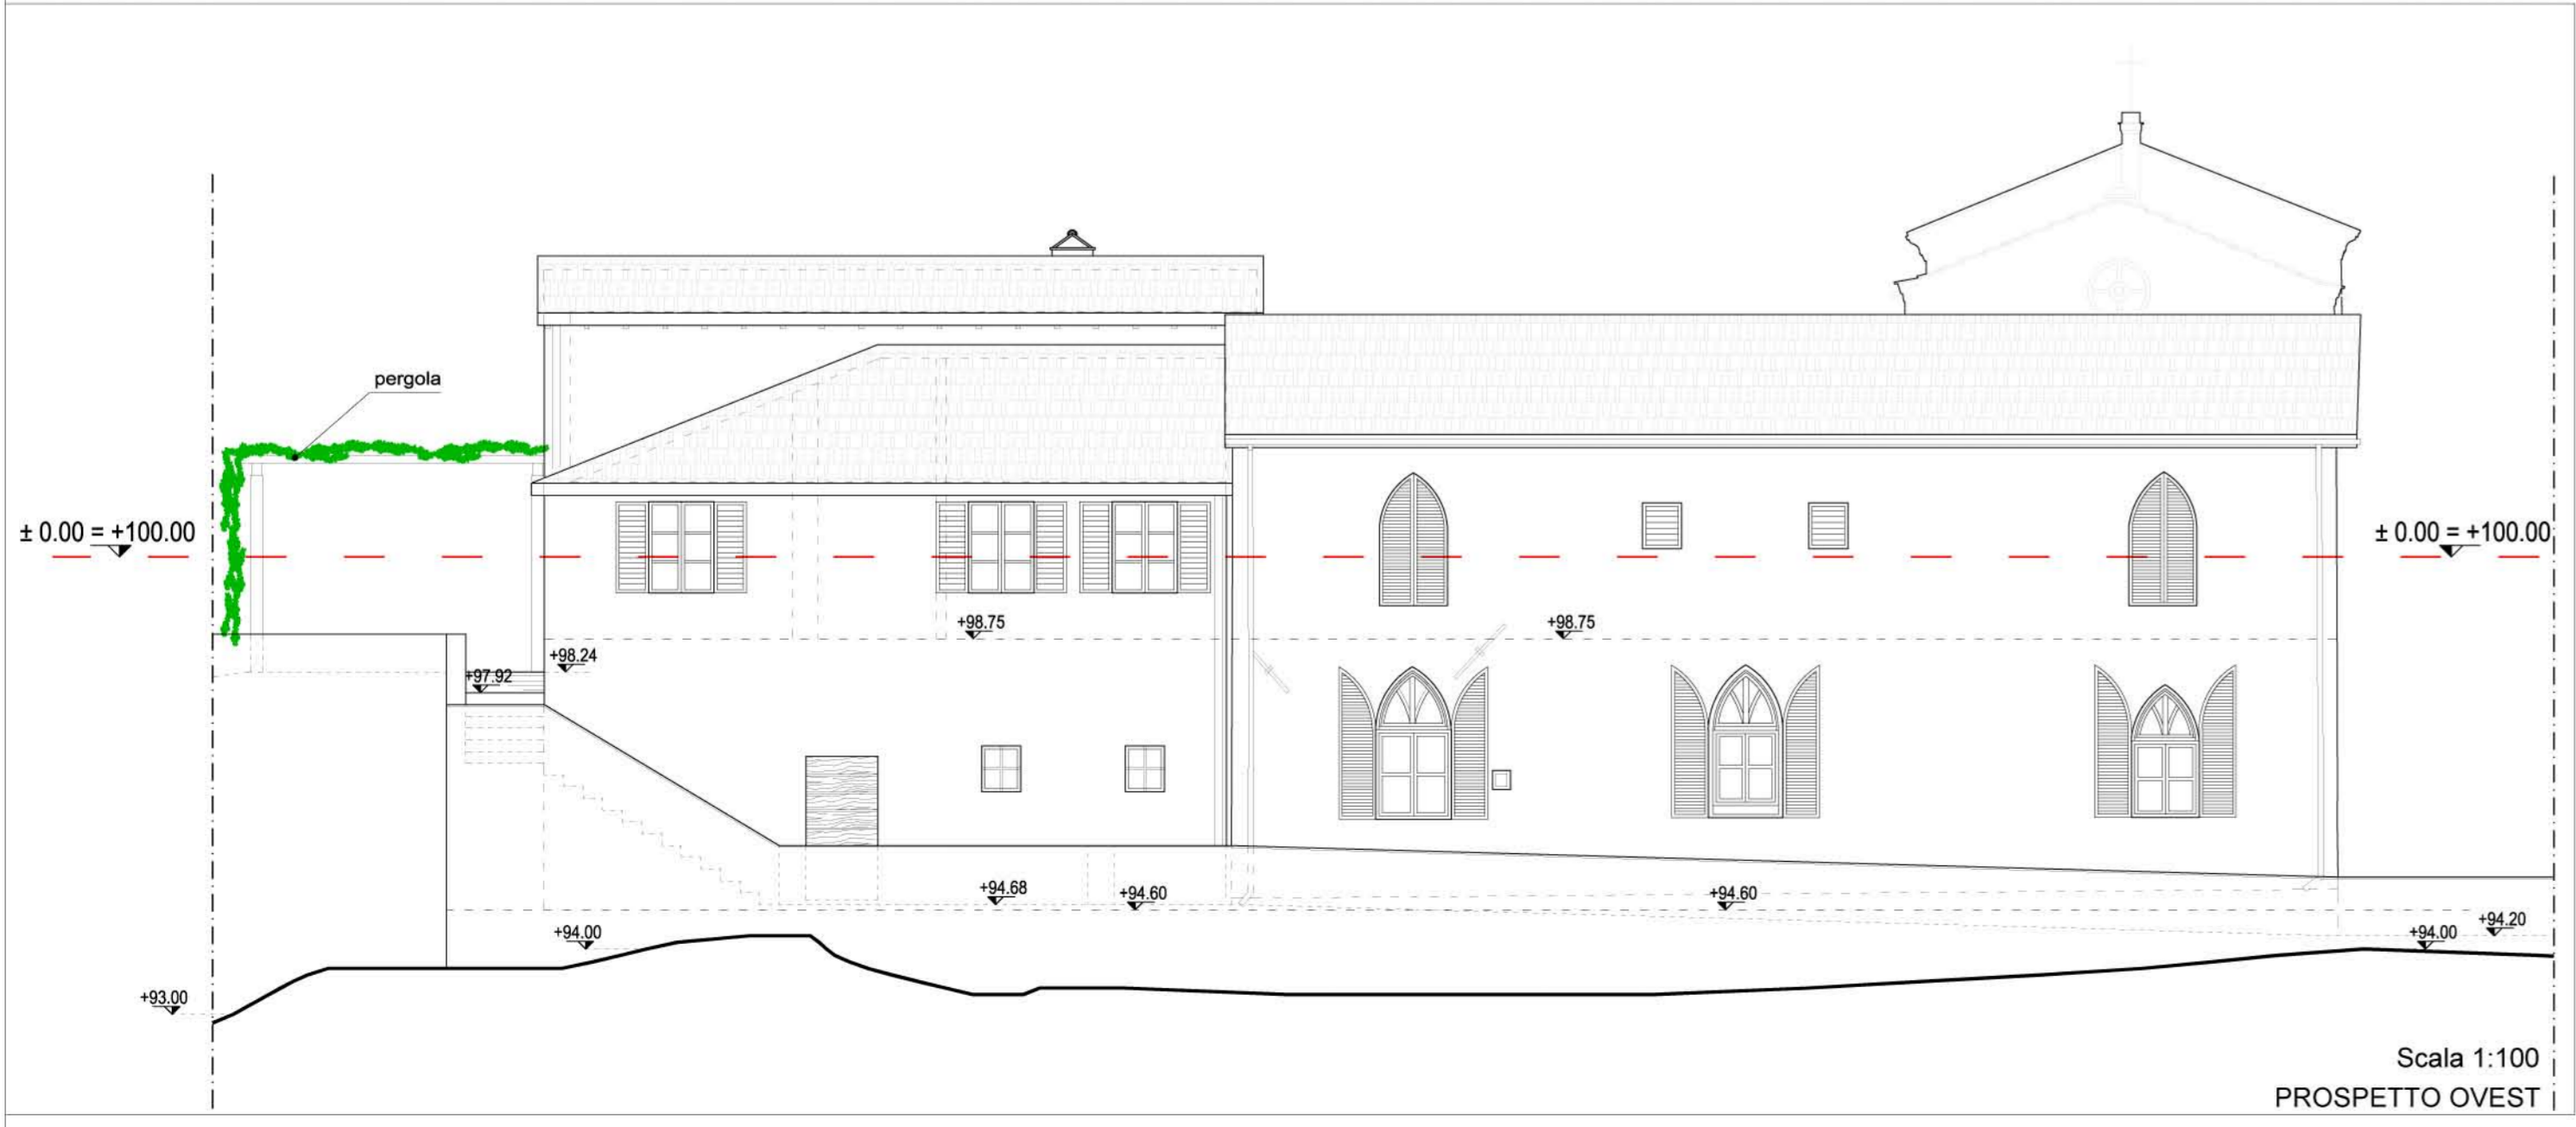 pergola
± 0.00 = +100.00
± 0.00 = +100.00
+98.75
+98.75
+98.24
+97.92
+94.68
+94.60
+94.60
+94.20
+94.00
+94.00
+93.00
Scala 1:100
PROSPETTO OVEST